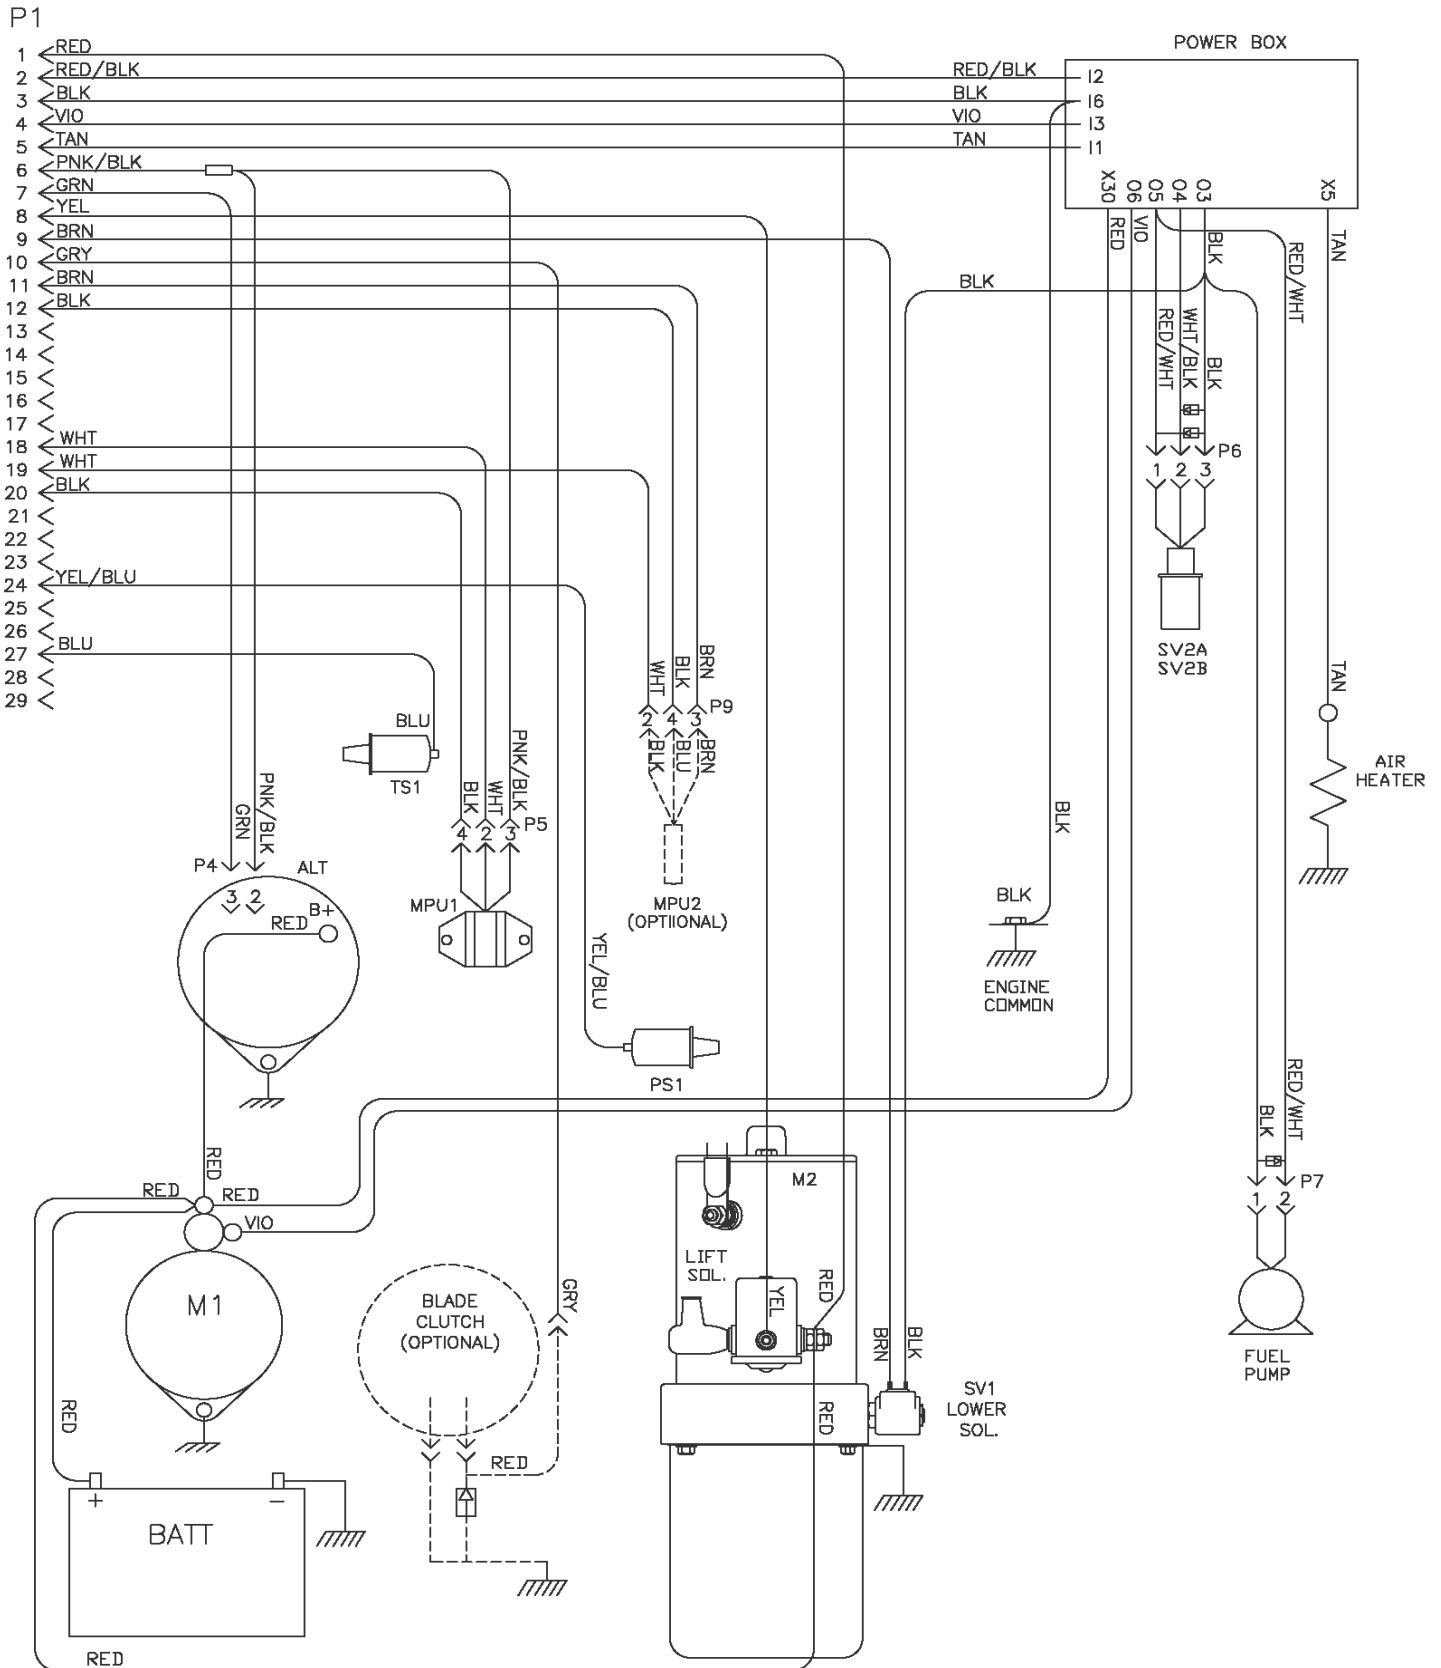 P1
POWER BOX
1 RED
2 RED/BLK RED/BLK I2
3 BLK BLK I6
4 VIO VIO I3
5 TAN TAN I1
6 PNK/BLK
7 GRN
8 YEL
9 BRN
10 GRY
11 BRN
12 BLK
13
14
15
16
17
18 WHT
19 WHT
20 BLK
21
22
23
24 YEL/BLU
25
26
27 BLU
28
29
X30 O6 O5 O4 O3 X5
RED VIO BLK RED/WHT TAN
BLK
RED/WHT WHT/BLK BLK
P6
1 2 3
SV2A
SV2B
TAN
AIR
HEATER
WHT BLK BRN
P9
2 4 3
BLK BLU BRN
MPU2
(OPTIIONAL)
BLU
TS1
PNK/BLK
GRN
BLK WHT PNK/BLK
P5
4 2 3
MPU1
P4
ALT
3 2
B+
RED
BLK
BLK
ENGINE
COMMON
YEL/BLU
PS1
RED/WHT
BLK
P7
1 2
FUEL
PUMP
RED
RED RED
VIO
M1
M2
LIFT
SOL.
YEL
RED
BRN BLK
SV1
LOWER
SOL.
RED
GRY
BLADE
CLUTCH
(OPTIONAL)
RED
RED
+ −
BATT
RED